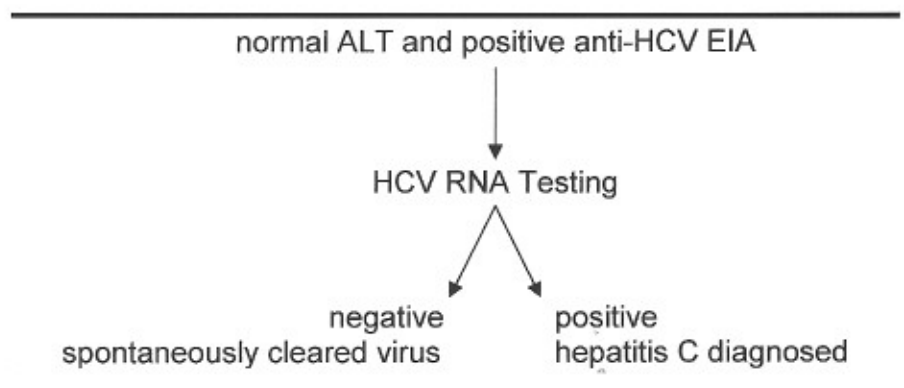 normal ALT and positive anti-HCV EIA
HCV RNA Testing
negative
spontaneously cleared virus
positive
hepatitis C diagnosed